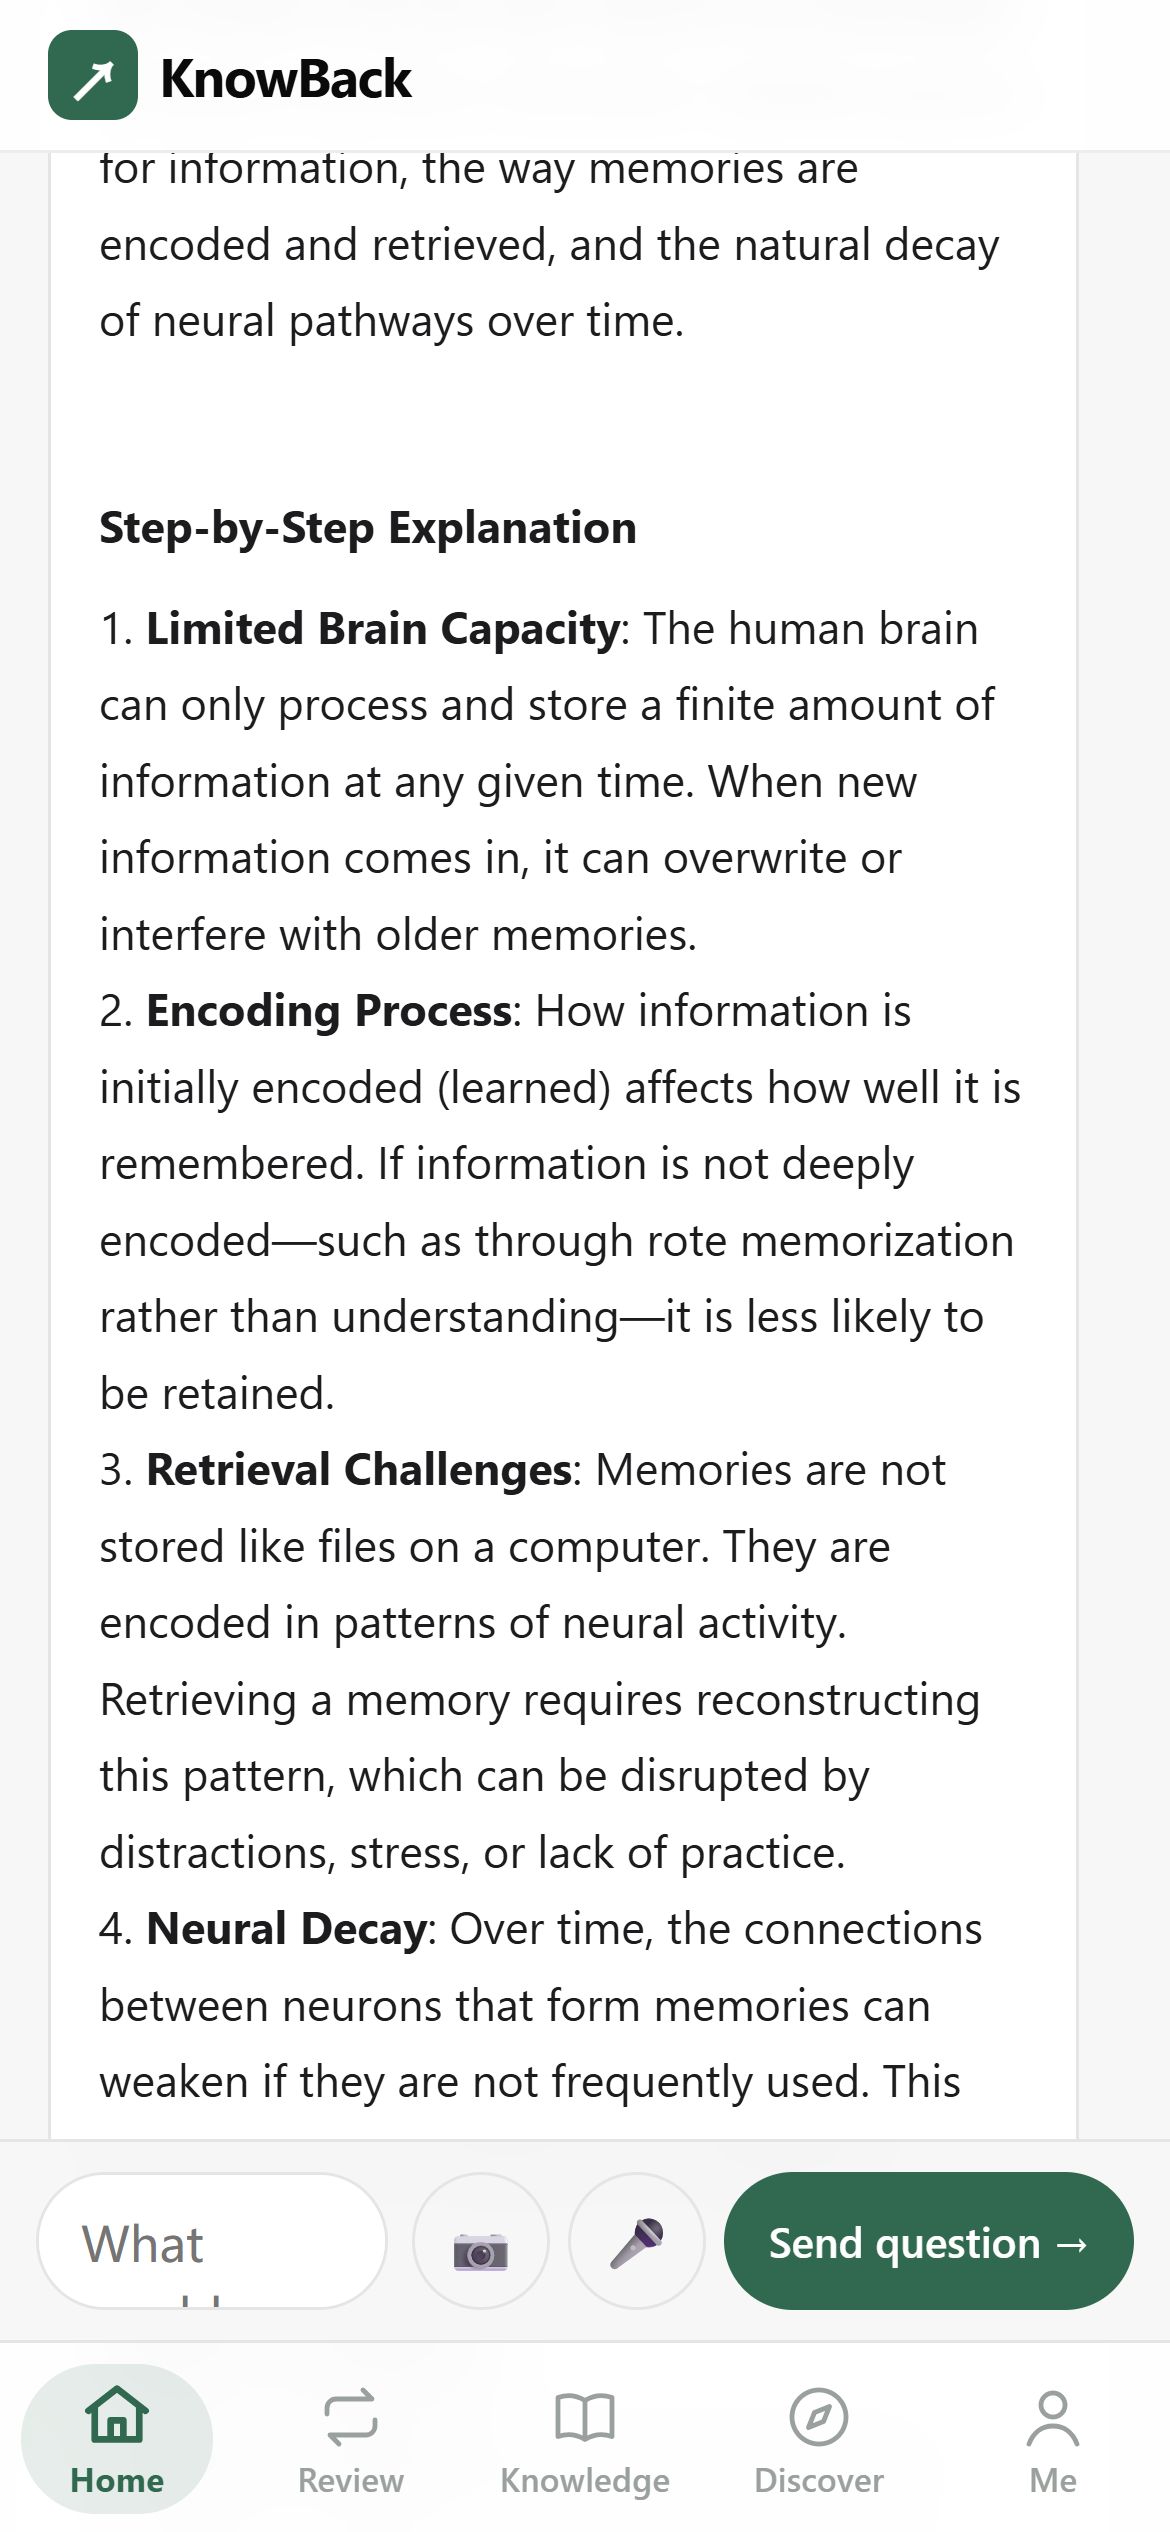 KnowBack
for information, the way memories are
encoded and retrieved, and the natural decay
of neural pathways over time.
Step-by-Step Explanation
1. Limited Brain Capacity: The human brain
can only process and store a finite amount of
information at any given time. When new
information comes in, it can overwrite or
interfere with older memories.
2. Encoding Process: How information is
initially encoded (learned) affects how well it is
remembered. If information is not deeply
encoded—such as through rote memorization
rather than understanding—it is less likely to
be retained.
3. Retrieval Challenges: Memories are not
stored like files on a computer. They are
encoded in patterns of neural activity.
Retrieving a memory requires reconstructing
this pattern, which can be disrupted by
distractions, stress, or lack of practice.
4. Neural Decay: Over time, the connections
between neurons that form memories can
weaken if they are not frequently used. This
What
Send question →
Home
Review
Knowledge
Discover
Me